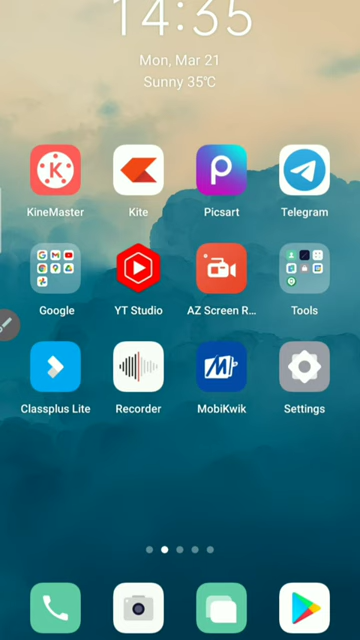 14:35
Mon, Mar 21
Sunny 35℃
KineMaster
Kite
Picsart
Telegram
Google
YT Studio
AZ Screen R...
Tools
Classplus Lite
Recorder
MobiKwik
Settings